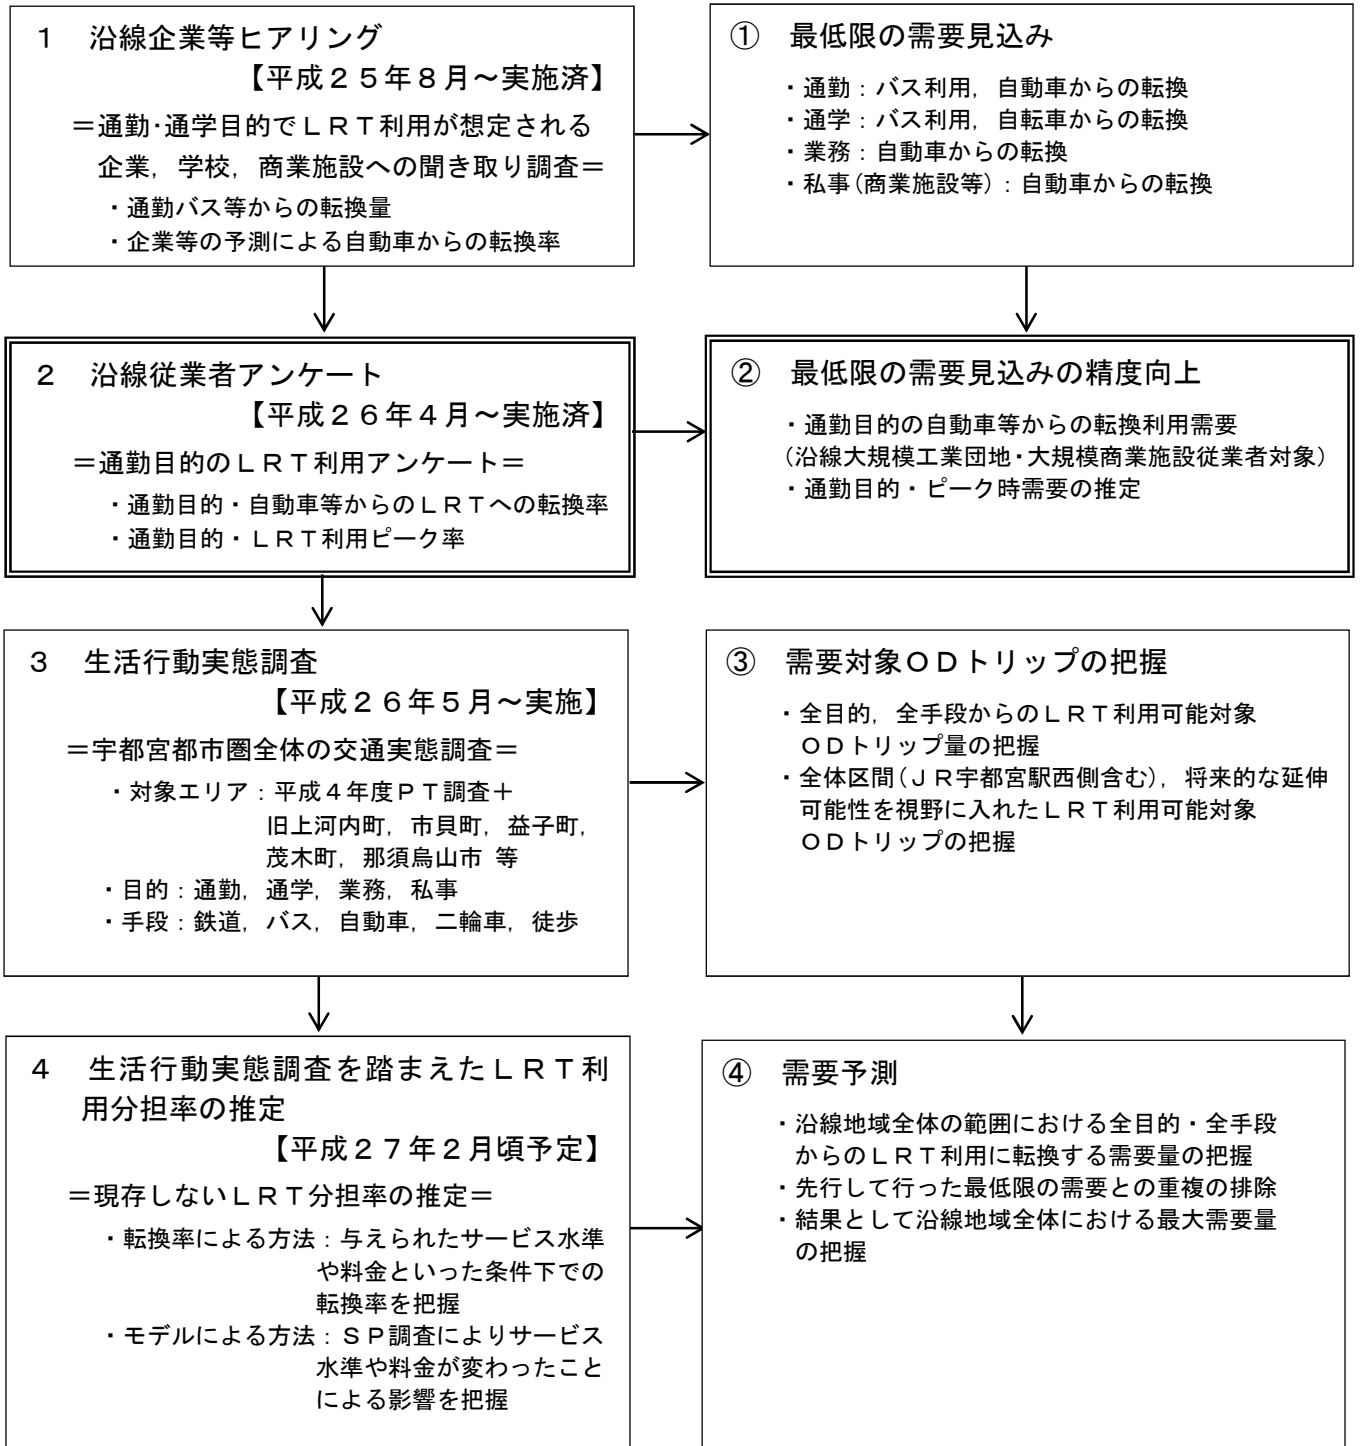 １　沿線企業等ヒアリング
【平成２５年８月～実施済】
＝通勤･通学目的でＬＲＴ利用が想定される
企業，学校，商業施設への聞き取り調査＝
・通勤バス等からの転換量
・企業等の予測による自動車からの転換率
①　最低限の需要見込み
・通勤：バス利用，自動車からの転換
・通学：バス利用，自転車からの転換
・業務：自動車からの転換
・私事(商業施設等)：自動車からの転換
２　沿線従業者アンケート
【平成２６年４月～実施済】
＝通勤目的のＬＲＴ利用アンケート＝
・通勤目的・自動車等からのＬＲＴへの転換率
・通勤目的・ＬＲＴ利用ピーク率
②　最低限の需要見込みの精度向上
・通勤目的の自動車等からの転換利用需要
(沿線大規模工業団地･大規模商業施設従業者対象)
・通勤目的・ピーク時需要の推定
３　生活行動実態調査
【平成２６年５月～実施】
＝宇都宮都市圏全体の交通実態調査＝
・対象エリア：平成４年度ＰＴ調査＋
旧上河内町，市貝町，益子町，
茂木町，那須烏山市 等
・目的：通勤，通学，業務，私事
・手段：鉄道，バス，自動車，二輪車，徒歩
③　需要対象ＯＤトリップの把握
・全目的，全手段からのＬＲＴ利用可能対象
ＯＤトリップ量の把握
・全体区間(ＪＲ宇都宮駅西側含む)，将来的な延伸
可能性を視野に入れたＬＲＴ利用可能対象
ＯＤトリップの把握
４　生活行動実態調査を踏まえたＬＲＴ利
用分担率の推定
【平成２７年２月頃予定】
＝現存しないＬＲＴ分担率の推定＝
・転換率による方法：与えられたサービス水準
や料金といった条件下での
転換率を把握
・モデルによる方法：ＳＰ調査によりサービス
水準や料金が変わったこと
による影響を把握
④　需要予測
・沿線地域全体の範囲における全目的・全手段
からのＬＲＴ利用に転換する需要量の把握
・先行して行った最低限の需要との重複の排除
・結果として沿線地域全体における最大需要量
の把握